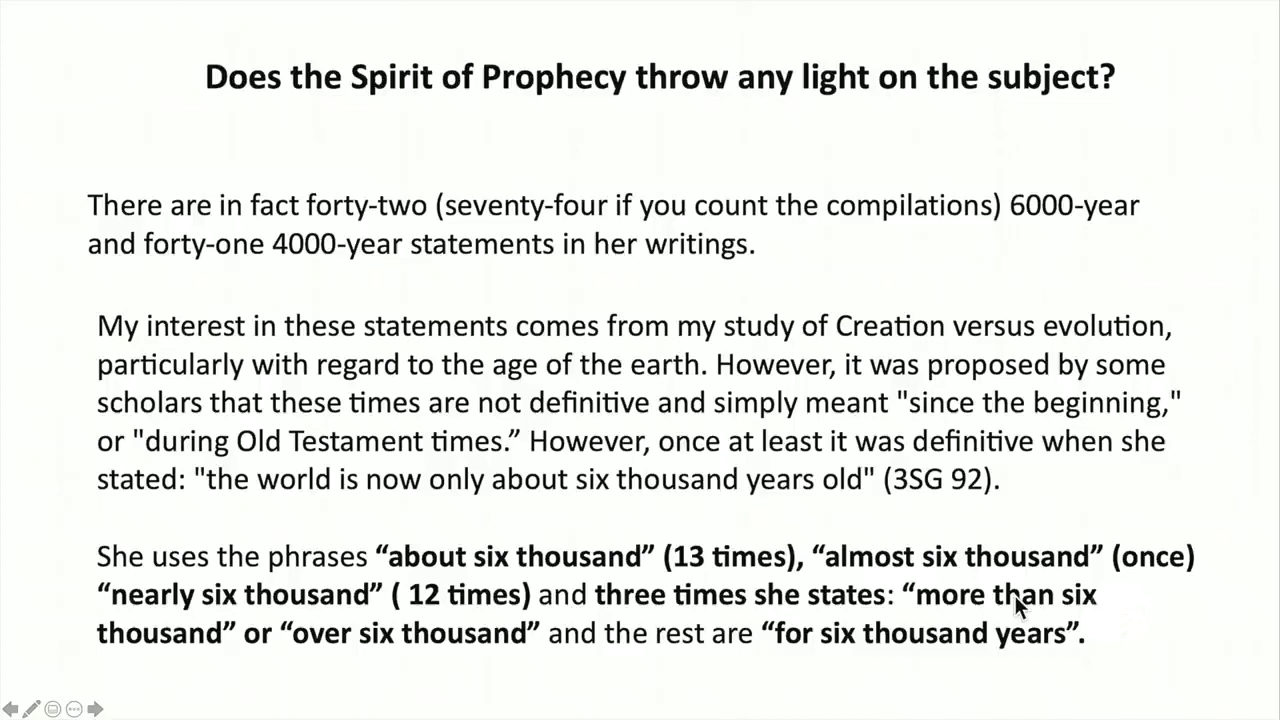 Does the Spirit of Prophecy throw any light on the subject?
There are in fact forty-two (seventy-four if you count the compilations) 6000-year
and forty-one 4000-year statements in her writings.
My interest in these statements comes from my study of Creation versus evolution,
particularly with regard to the age of the earth. However, it was proposed by some
scholars that these times are not definitive and simply meant "since the beginning,"
or "during Old Testament times.” However, once at least it was definitive when she
stated: "the world is now only about six thousand years old" (3SG 92).
She uses the phrases “about six thousand” (13 times), “almost six thousand” (once)
“nearly six thousand” ( 12 times) and three times she states: “more than six
thousand” or “over six thousand” and the rest are “for six thousand years”.